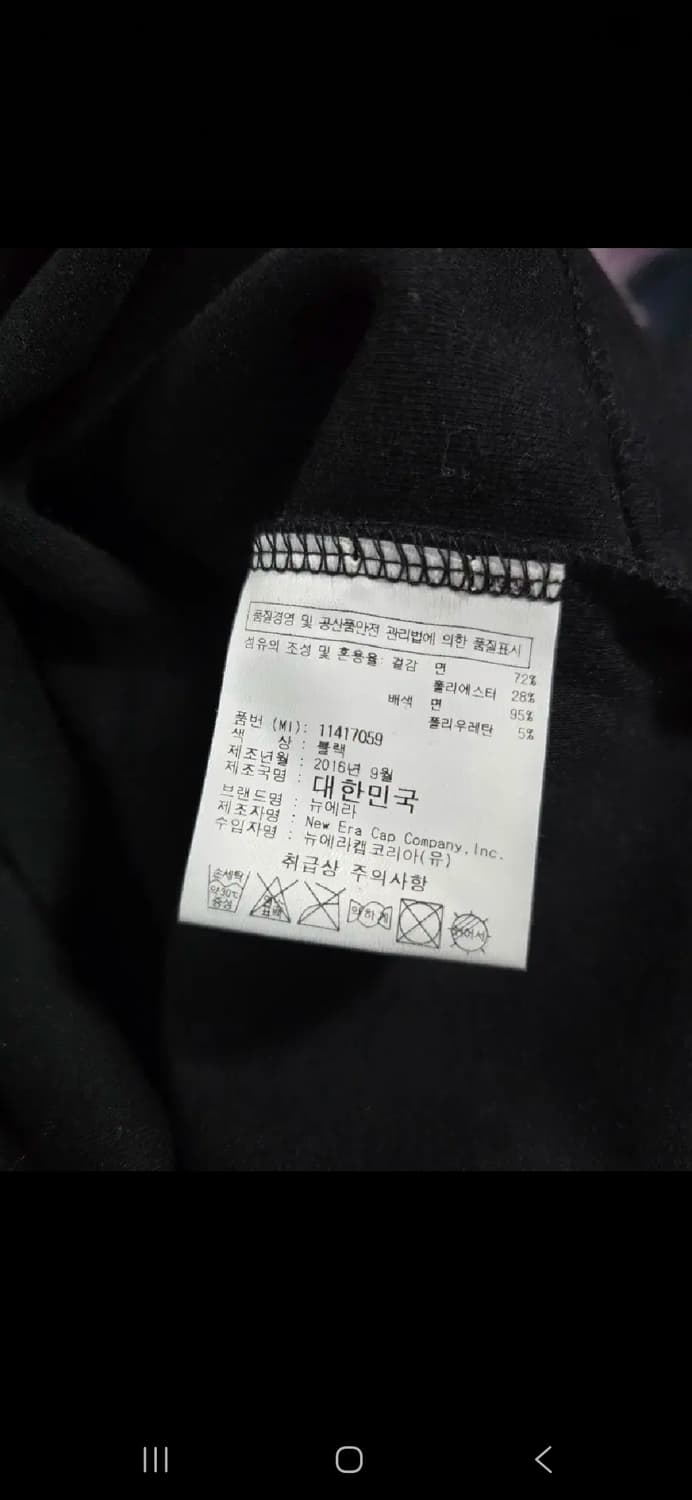 품질경영 및 공산품안전 관리법에 의한 품질표시
섬유의 조성 및 혼용율: 겉감 면 72%
폴리에스터 28%
배색 면 95%
폴리우레탄 5%
품번 (MI): 11417059
색 상 : 블랙
제조년월 : 2016년 9월
제조국명 : 대한민국
브랜드명 : 뉴에라
제조자명 : New Era Cap Company,Inc.
수입자명 : 뉴에라캡코리아(유)
취급상 주의사항
손세탁 약30℃ 중성
약하게